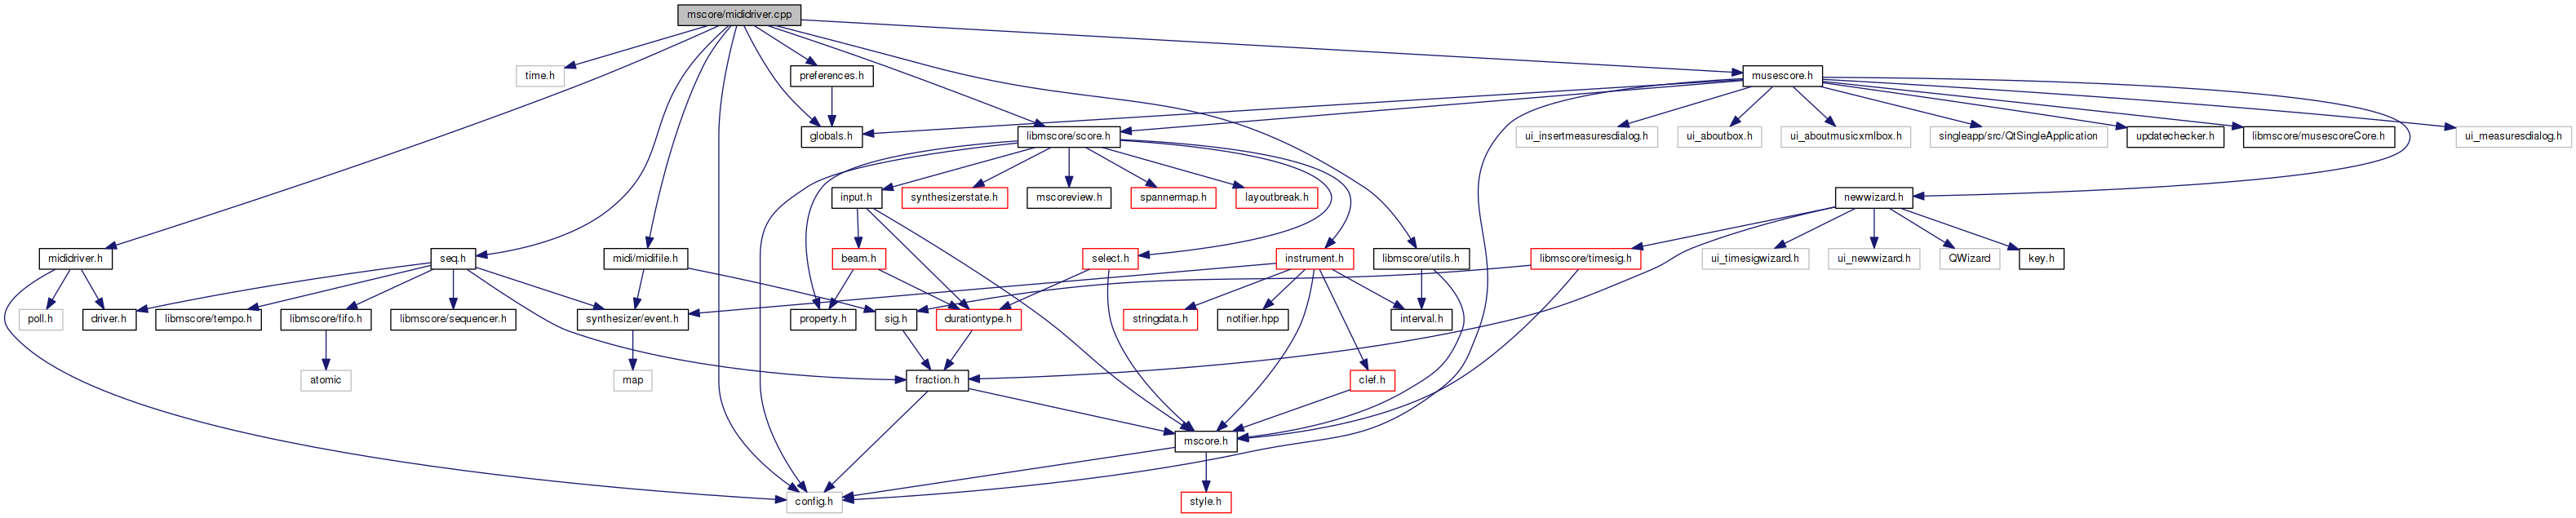 mscore/mididriver.cpp
time.h
preferences.h
musescore.h
globals.h
libmscore/score.h
ui_insertmeasuresdialog.h
ui_aboutbox.h
ui_aboutmusicxmlbox.h
singleapp/src/QtSingleApplication
updatechecker.h
libmscore/musescoreCore.h
ui_measuresdialog.h
input.h
synthesizerstate.h
mscoreview.h
spannermap.h
layoutbreak.h
newwizard.h
mididriver.h
seq.h
midi/midifile.h
beam.h
select.h
instrument.h
libmscore/utils.h
libmscore/timesig.h
ui_timesigwizard.h
ui_newwizard.h
QWizard
key.h
poll.h
driver.h
libmscore/tempo.h
libmscore/fifo.h
libmscore/sequencer.h
synthesizer/event.h
property.h
sig.h
durationtype.h
stringdata.h
notifier.hpp
interval.h
atomic
map
fraction.h
clef.h
mscore.h
config.h
style.h